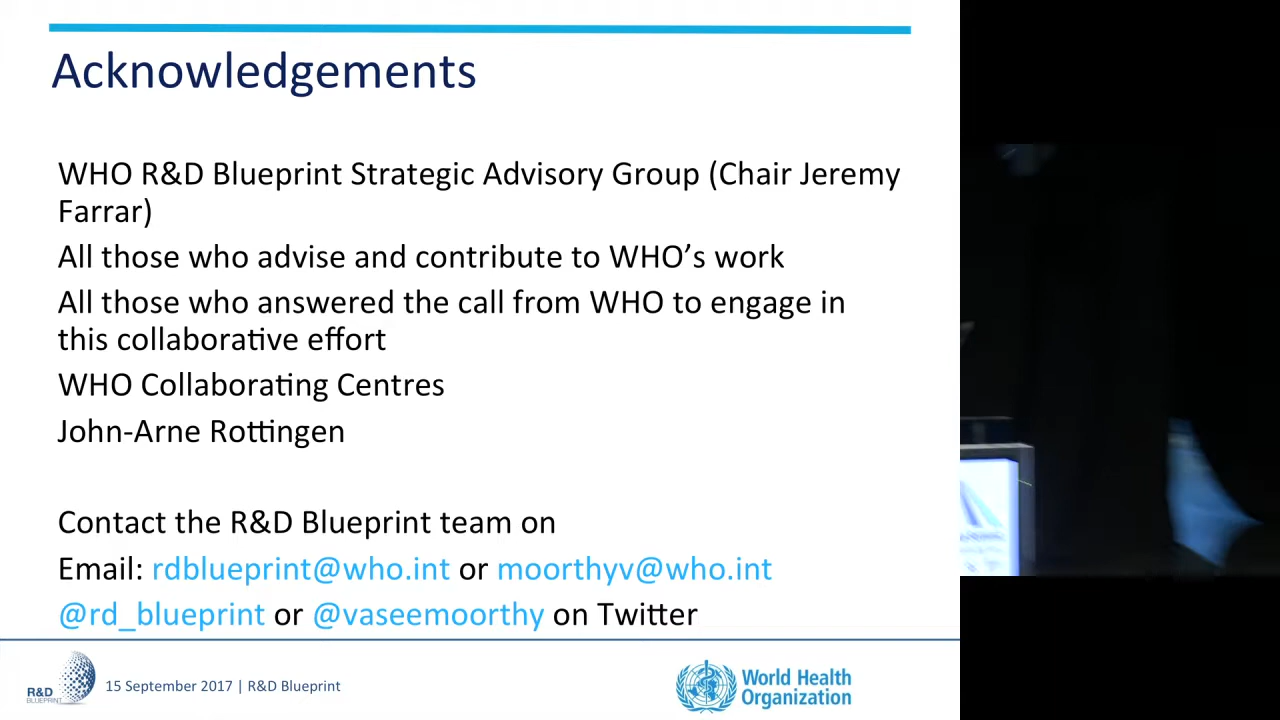 Acknowledgements
WHO R&D Blueprint Strategic Advisory Group (Chair Jeremy
Farrar)
All those who advise and contribute to WHO’s work
All those who answered the call from WHO to engage in
this collaborative effort
WHO Collaborating Centres
John-Arne Rottingen
Contact the R&D Blueprint team on
Email: rdblueprint@who.int or moorthyv@who.int
@rd_blueprint or @vaseemoorthy on Twitter
R&D
BLUEPRINT
15 September 2017 | R&D Blueprint
World Health
Organization